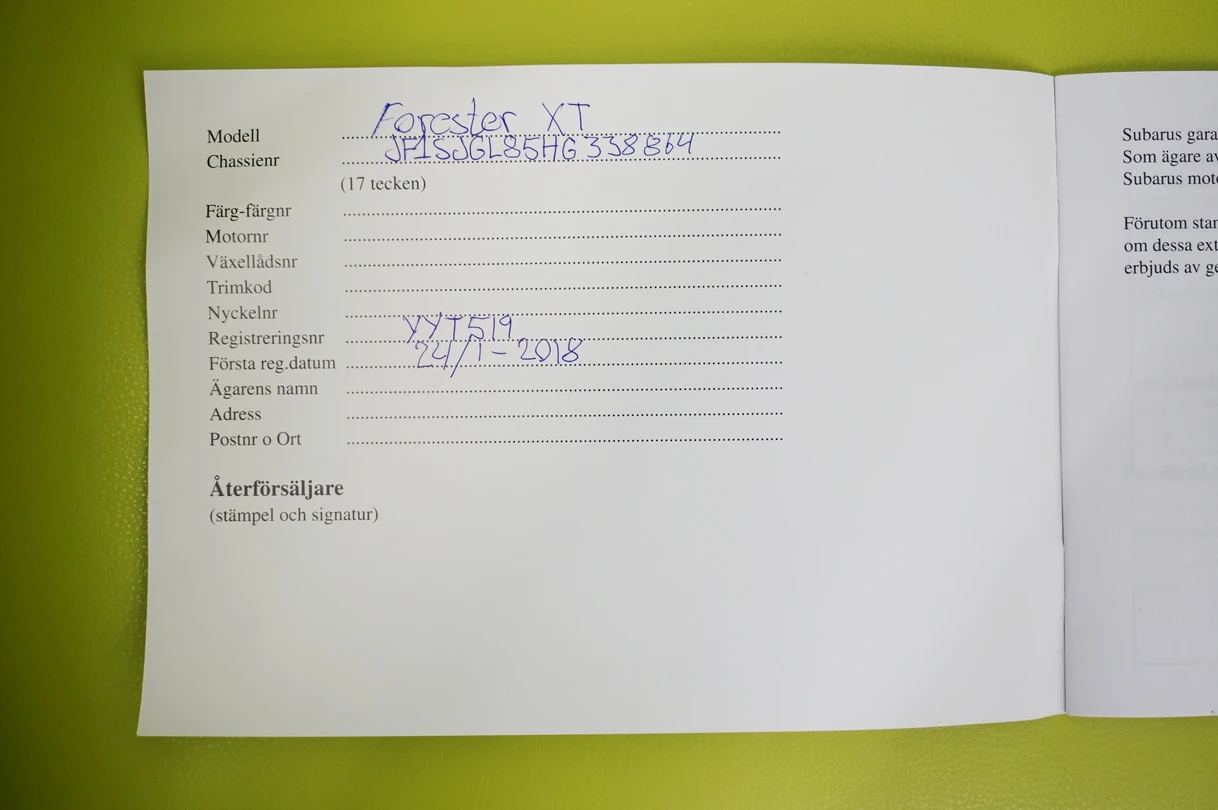 Modell Forester XT
Chassienr JF1SJGL85HG338864
(17 tecken)
Färg-färgnr
Motornr
Växellådsnr
Trimkod
Nyckelnr
Registreringsnr YYT519
Första reg.datum 24/1-2018
Ägarens namn
Adress
Postnr o Ort
Återförsäljare
(stämpel och signatur)
Subarus gara
Som ägare av
Subarus moto
Förutom stan
om dessa ext
erbjuds av ge